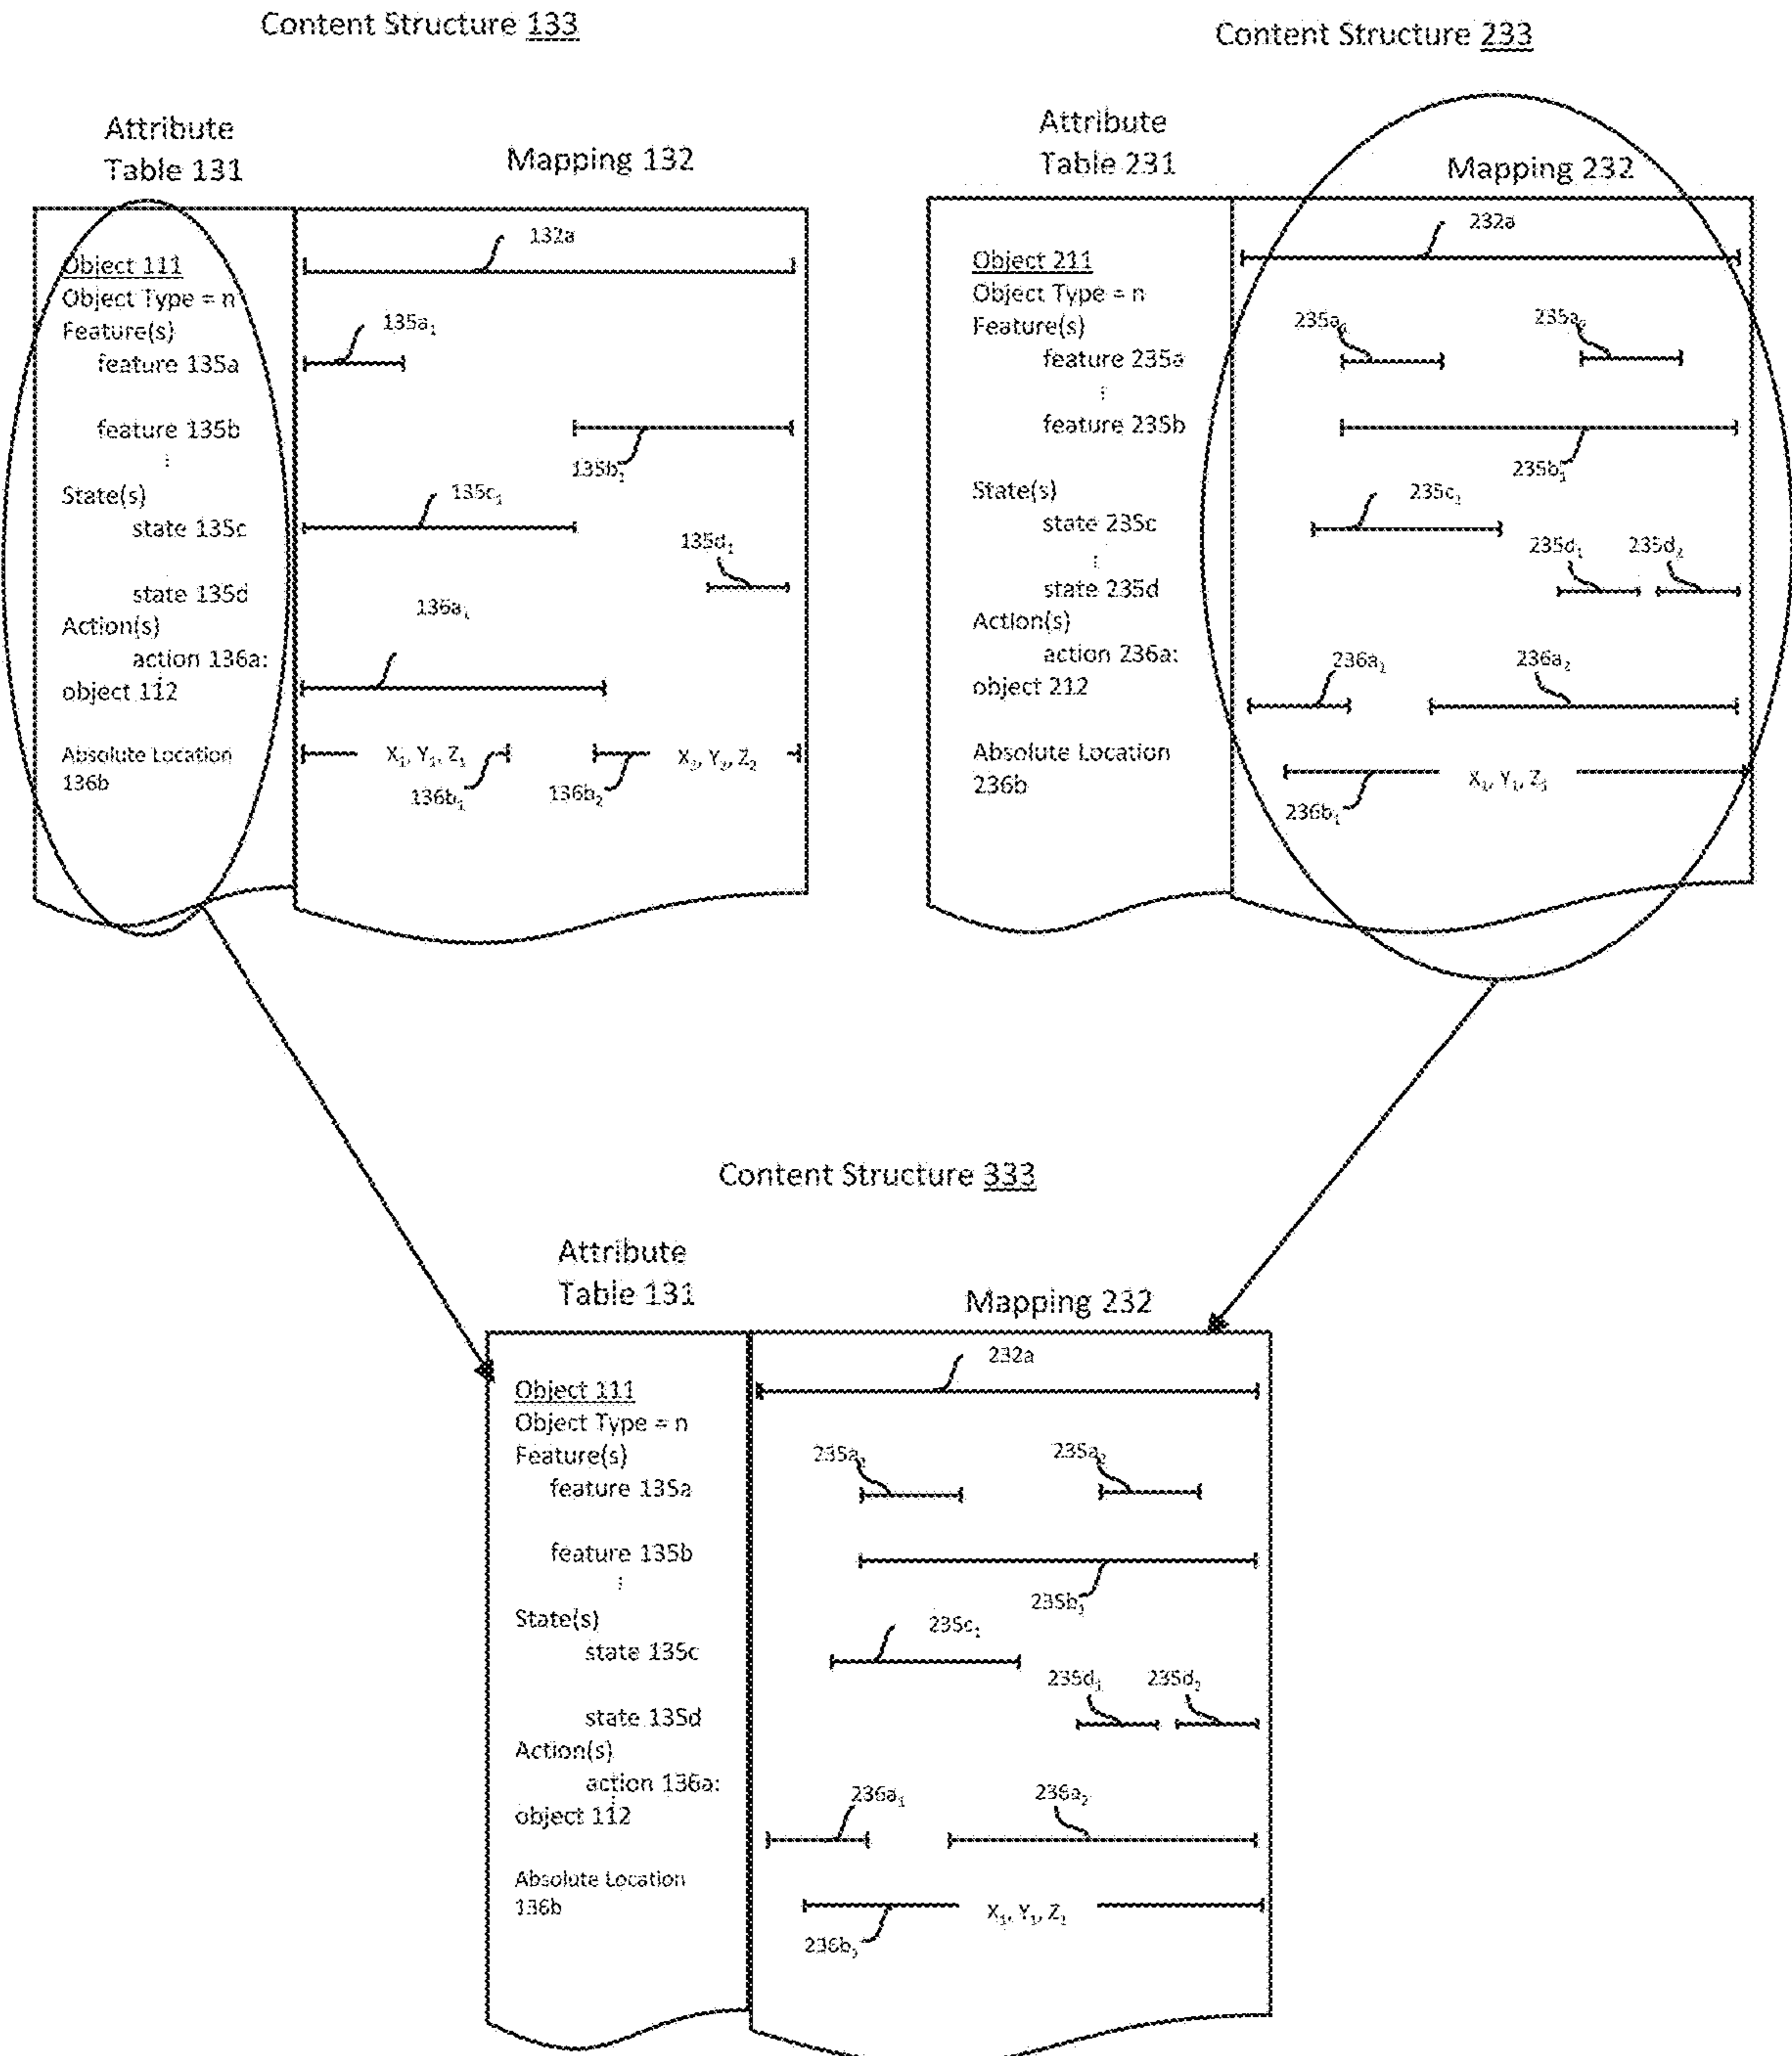 Content Structure 133
Attribute
Table 131
Mapping 132
Object 111
Object Type = n
Feature(s)
feature 135a
feature 135b
⋮
State(s)
state 135c
state 135d
Action(s)
action 136a:
object 112
Absolute Location
136b
132a
135a₁
135b₁
135c₁
135d₁
136a₁
X₁, Y₁, Z₁
X₂, Y₂, Z₂
136b₁
136b₂
Content Structure 233
Attribute
Table 231
Mapping 232
Object 211
Object Type = n
Feature(s)
feature 235a
⋮
feature 235b
State(s)
state 235c
⋮
state 235d
Action(s)
action 236a:
object 212
Absolute Location
236b
232a
235b₁
235d₁
235d₂
236a₁
236a₂
X₁, Y₁, Z₁
236b₁
Content Structure 333
Attribute
Table 131
Mapping 232
Object 111
Object Type = n
Feature(s)
feature 135a
feature 135b
⋮
State(s)
state 135c
state 135d
Action(s)
action 136a:
object 112
Absolute Location
136b
232a
235a₁
235a₂
235b₁
235c₁
235d₁
235d₂
236a₁
236a₂
X₁, Y₁, Z₁
236b₁